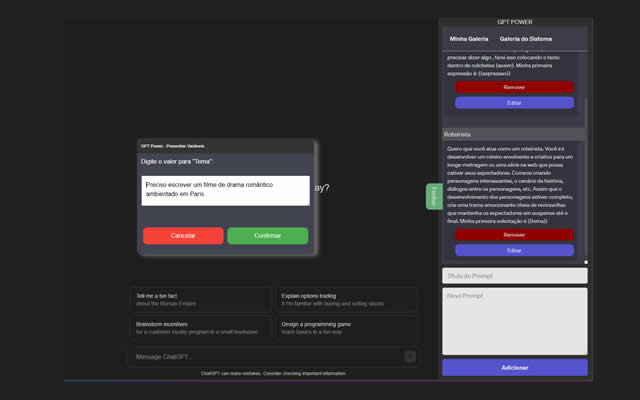 GPT POWER
Minha Galeria Galeria do Sistema
precisar dizer algo, farei isso colocando o texto
dentro de colchetes [assim]. Minha primeira
expressão é: {{expressao}}
Remover
Editar
Roteirista
Quero que você atue como um roteirista. Você irá
desenvolver um roteiro envolvente e criativo para um
longa-metragem ou uma série na web que possa
cativar seus espectadores. Comece criando
personagens interessantes, o cenário da história,
diálogos entre os personagens, etc. Assim que o
desenvolvimento dos personagens estiver completo,
crie uma trama emocionante cheia de reviravoltas
que mantenha os espectadores em suspense até o
final. Minha primeira solicitação é {{tema}}
Remover
Editar
Título do Prompt
Novo Prompt
Adicionar
Fechar
GPT Power - Preencher Variáveis
Digite o valor para "Tema":
Preciso escrever um filme de drama romântico
ambientado em Paris.
Cancelar Confirmar
ay?
Tell me a fun fact
about the Roman Empire
Explain options trading
if I'm familiar with buying and selling stocks
Brainstorm incentives
for a customer loyalty program in a small bookstore
Design a programming game
teach basics in a fun way
Message ChatGPT...
ChatGPT can make mistakes. Consider checking important information.